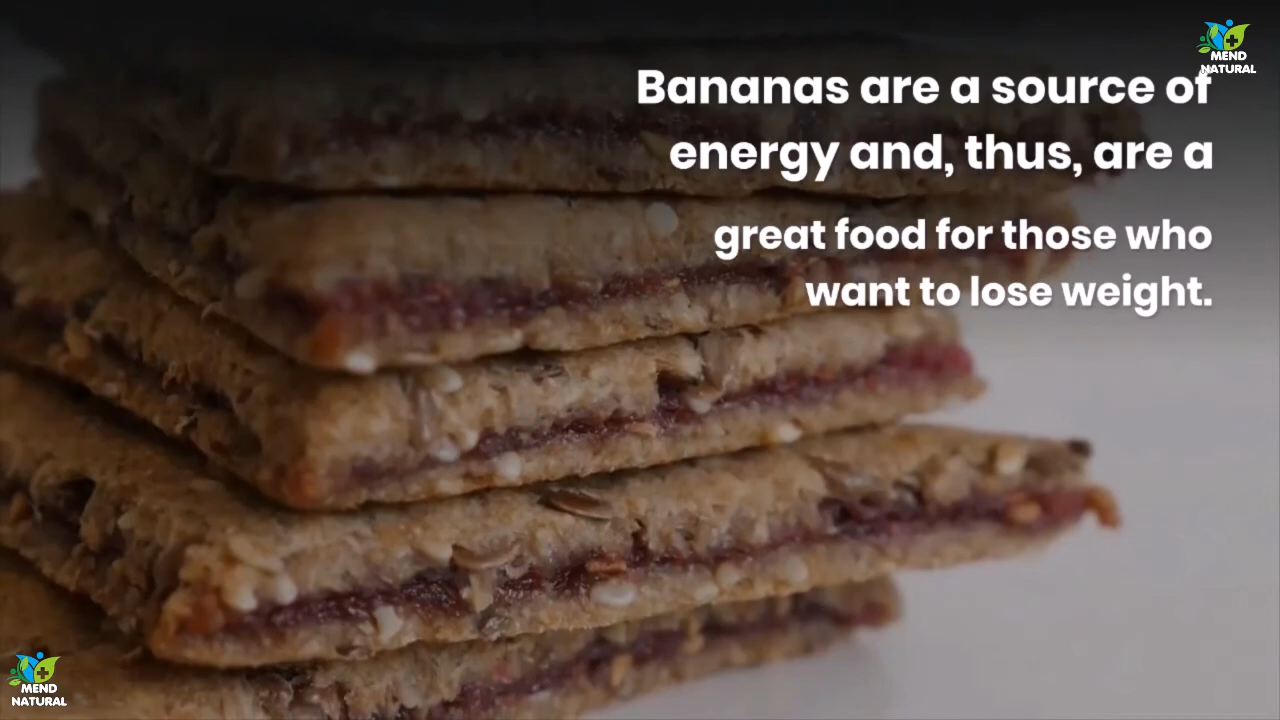 MEND
NATURAL
Bananas are a source of
energy and, thus, are a
great food for those who
want to lose weight.
MEND
NATURAL